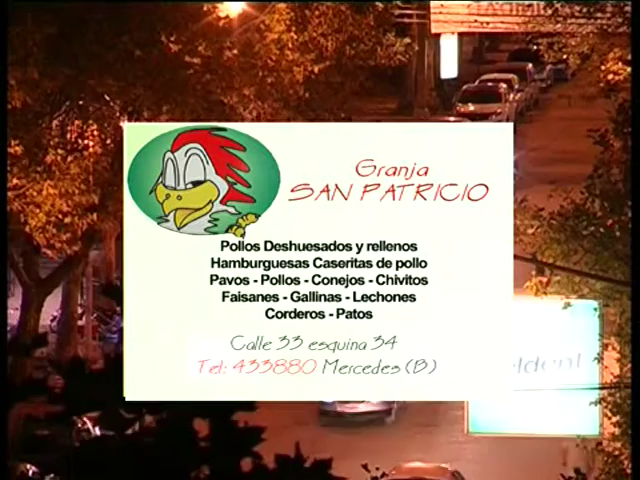 Granja
SAN PATRICIO
Pollos Deshuesados y rellenos
Hamburguesas Caseritas de pollo
Pavos - Pollos - Conejos - Chivitos
Faisanes - Gallinas - Lechones
Corderos - Patos
Calle 33 esquina 34
Tel: 433880 Mercedes (B)